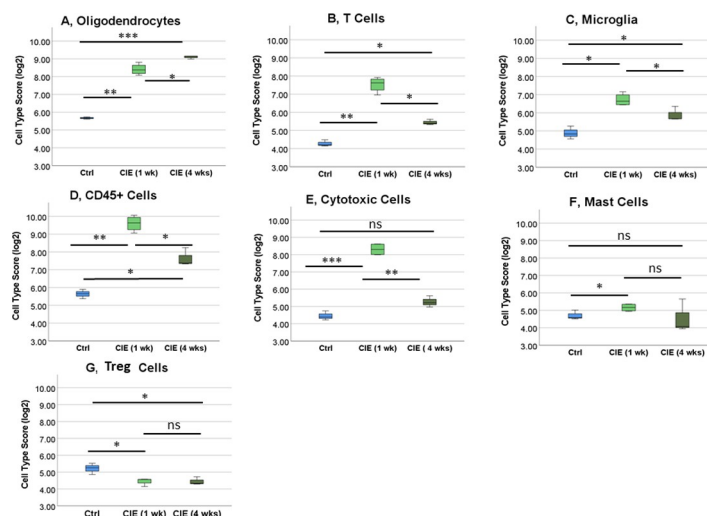 A, Oligodendrocytes
Cell Type Score (log2)
10.00
9.00
8.00
7.00
6.00
5.00
4.00
3.00
***
**
*
Ctrl CIE (1 wk) CIE (4 wks)
B, T Cells
Cell Type Score (log2)
10.00
9.00
8.00
7.00
6.00
5.00
4.00
3.00
*
*
**
Ctrl CIE (1 wk) CIE (4 wks)
C, Microglia
Cell Type Score (log2)
10.00
9.00
8.00
7.00
6.00
5.00
4.00
3.00
*
*
*
Ctrl CIE (1 wk) CIE (4 wks)
D, CD45+ Cells
Cell Type Score (log2)
10.00
9.00
8.00
7.00
6.00
5.00
4.00
3.00
**
*
*
Ctrl CIE (1 wk) CIE (4 wks)
E, Cytotoxic Cells
Cell Type Score (log2)
10.00
9.00
8.00
7.00
6.00
5.00
4.00
3.00
ns
***
**
Ctrl CIE (1 wk) CIE (4 wks)
F, Mast Cells
Cell Type Score (log2)
10.00
9.00
8.00
7.00
6.00
5.00
4.00
3.00
ns
ns
*
Ctrl CIE (1 wk) CIE (4 wks)
G, Treg Cells
Cell Type Score (log2)
10.00
9.00
8.00
7.00
6.00
5.00
4.00
3.00
*
ns
*
Ctrl CIE (1 wk) CIE (4 wks)